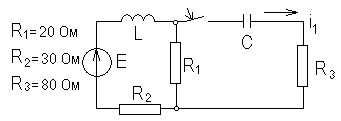 R₁= 20 Ом
R₂= 30 Ом
R₃= 80 Ом
E
L
R₁
R₂
C
i₁
R₃